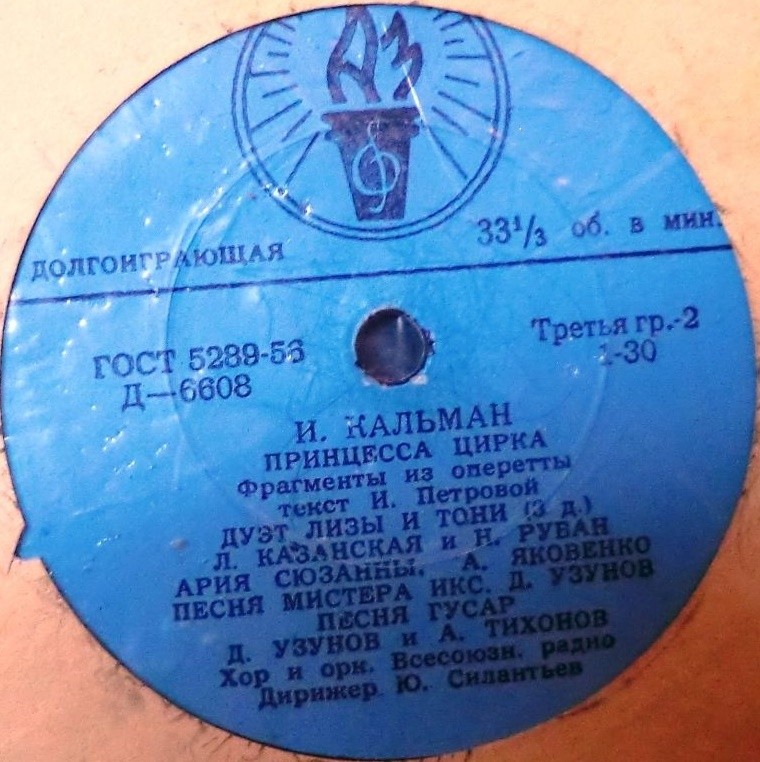 АЗ
ДОЛГОИГРАЮЩАЯ
33⅓ об. в мин.
ГОСТ 5289-56
Д—6608
Третья гр.-2
1-30
И. КАЛЬМАН
ПРИНЦЕССА ЦИРКА
Фрагменты из оперетты
текст И. Петровой
ДУЭТ ЛИЗЫ И ТОНИ (3 д.)
Л. КАЗАНСКАЯ и Н. РУБАН
АРИЯ СЮЗАННЫ. А. ЯКОВЕНКО
ПЕСНЯ МИСТЕРА ИКС. Д. УЗУНОВ
ПЕСНЯ ГУСАР
Д. УЗУНОВ и А. ТИХОНОВ
Хор и орк. Всесоюзн. радио
Дирижер Ю. Силантьев